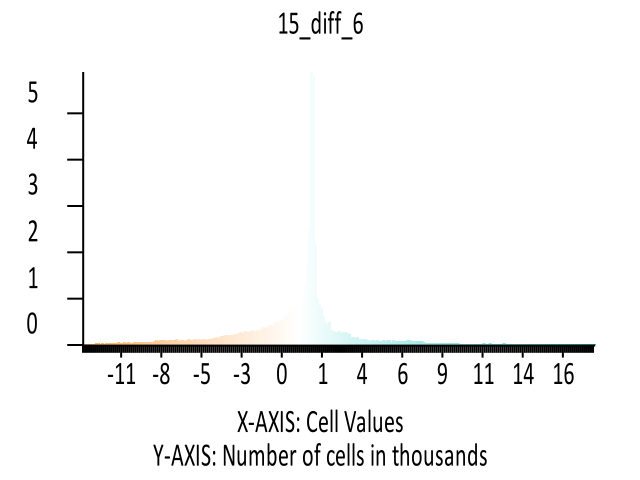 15_diff_6
5
4
3
2
1
0
-11 -8 -5 -3 0 1 4 6 9 11 14 16
X-AXIS: Cell Values
Y-AXIS: Number of cells in thousands